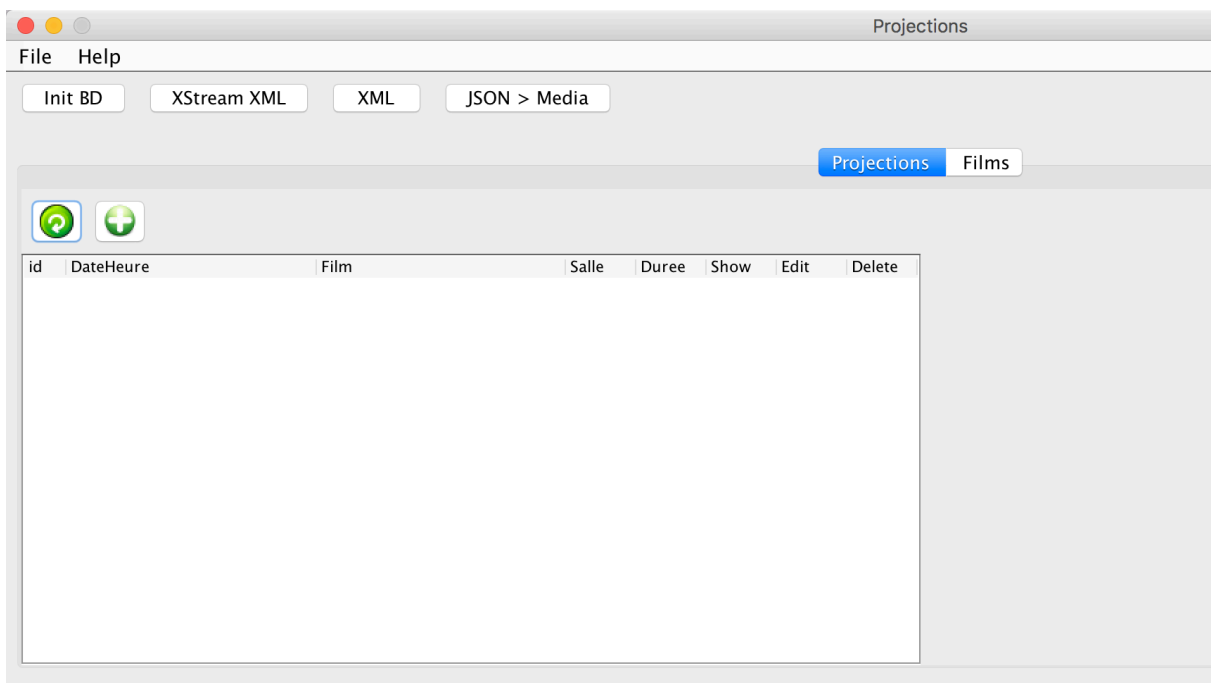 Projections
File Help
Init BD XStream XML XML JSON > Media
Projections Films
id DateHeure Film Salle Duree Show Edit Delete